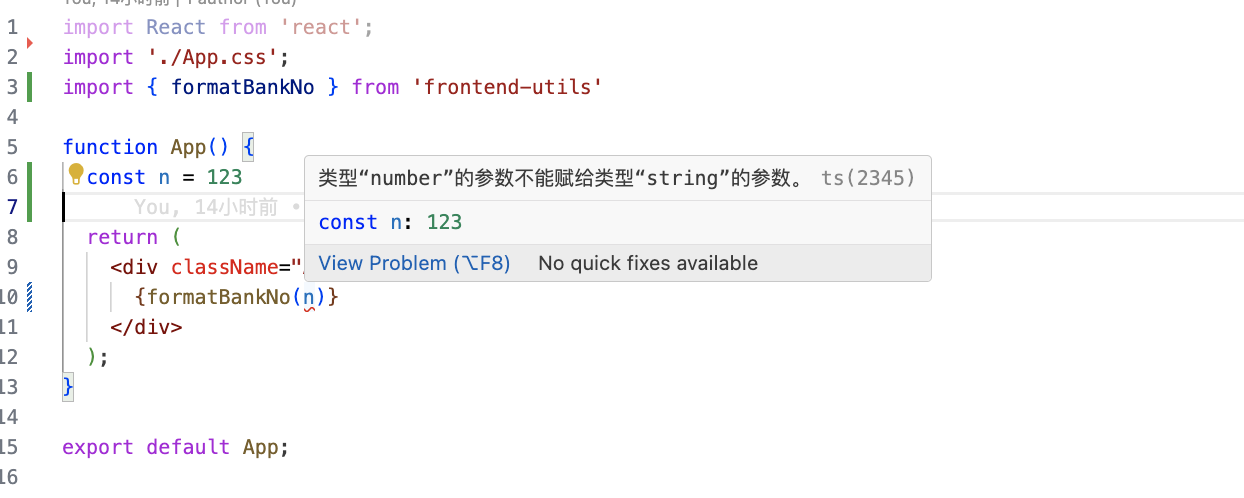 You, 14小时前 | 1 author (You)
1 import React from 'react';
2 import './App.css';
3 import { formatBankNo } from 'frontend-utils'
4
5 function App() {
6 const n = 123
7 You, 14小时前 •
8 return (
9 <div className="
10 {formatBankNo(n)}
11 </div>
12 );
13 }
14
15 export default App;
16
类型“number”的参数不能赋给类型“string”的参数。 ts(2345)
const n: 123
View Problem (⌥F8) No quick fixes available